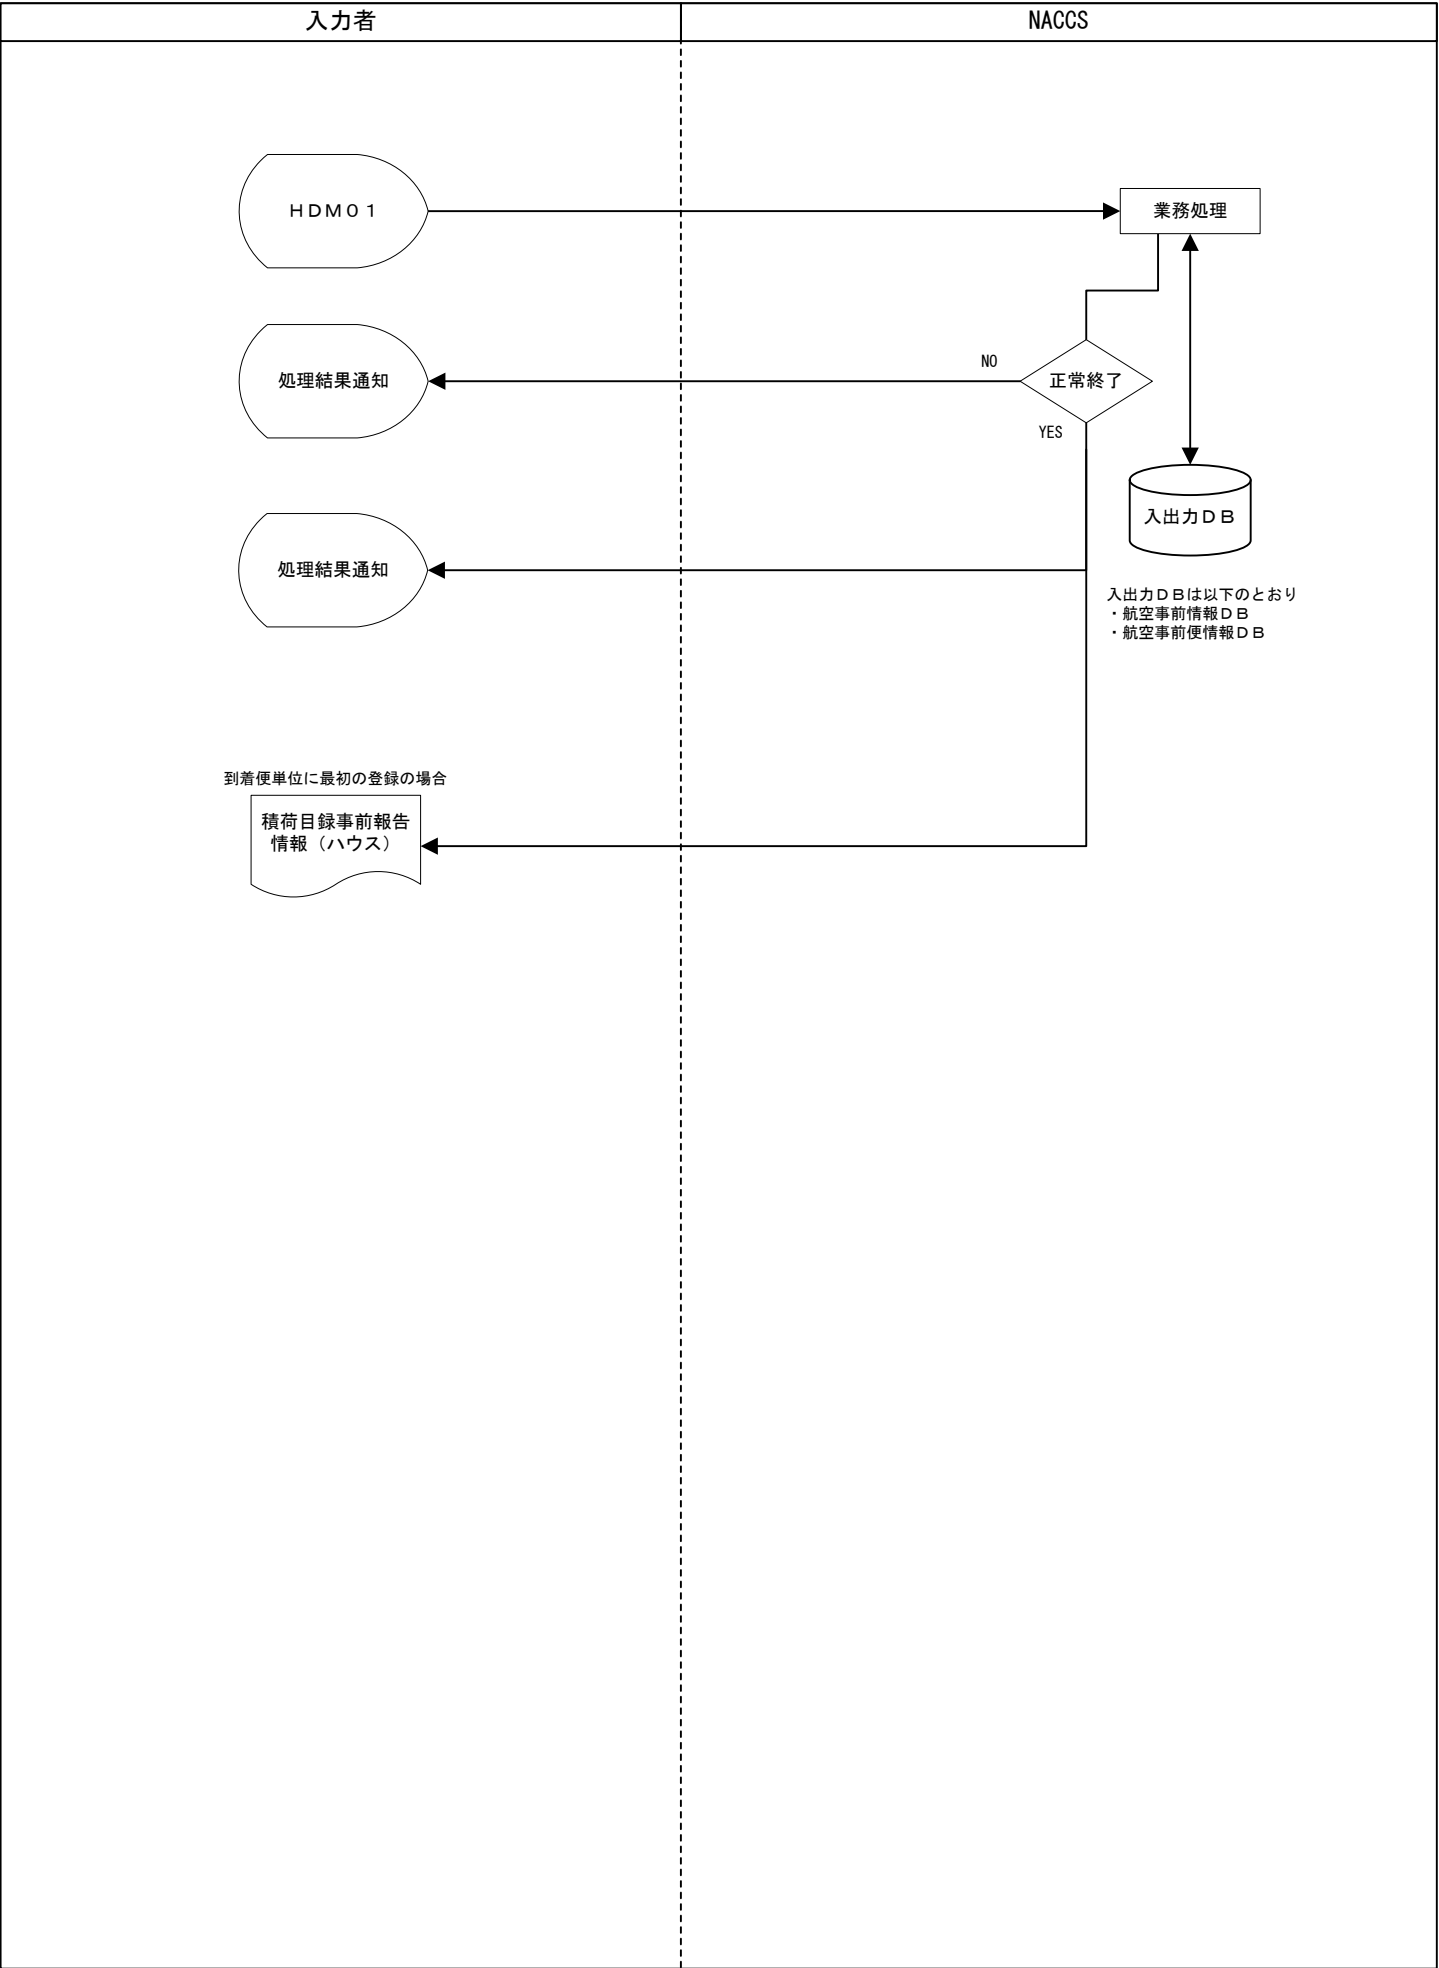 入力者
NACCS
ＨＤＭ０１
業務処理
処理結果通知
NO
正常終了
YES
入出力ＤＢ
処理結果通知
入出力ＤＢは以下のとおり
・航空事前情報ＤＢ
・航空事前便情報ＤＢ
到着便単位に最初の登録の場合
積荷目録事前報告
情報（ハウス）